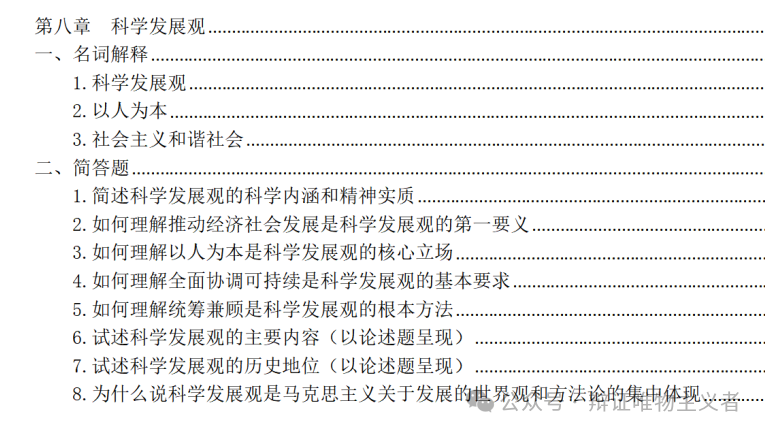 第八章 科学发展观
一、名词解释
1.科学发展观
2.以人为本
3.社会主义和谐社会
二、简答题
1.简述科学发展观的科学内涵和精神实质
2.如何理解推动经济社会发展是科学发展观的第一要义
3.如何理解以人为本是科学发展观的核心立场
4.如何理解全面协调可持续是科学发展观的基本要求
5.如何理解统筹兼顾是科学发展观的根本方法
6.试述科学发展观的主要内容（以论述题呈现）
7.试述科学发展观的历史地位（以论述题呈现）
8.为什么说科学发展观是马克思主义关于发展的世界观和方法论的集中体现
公众号 辩证唯物主义者